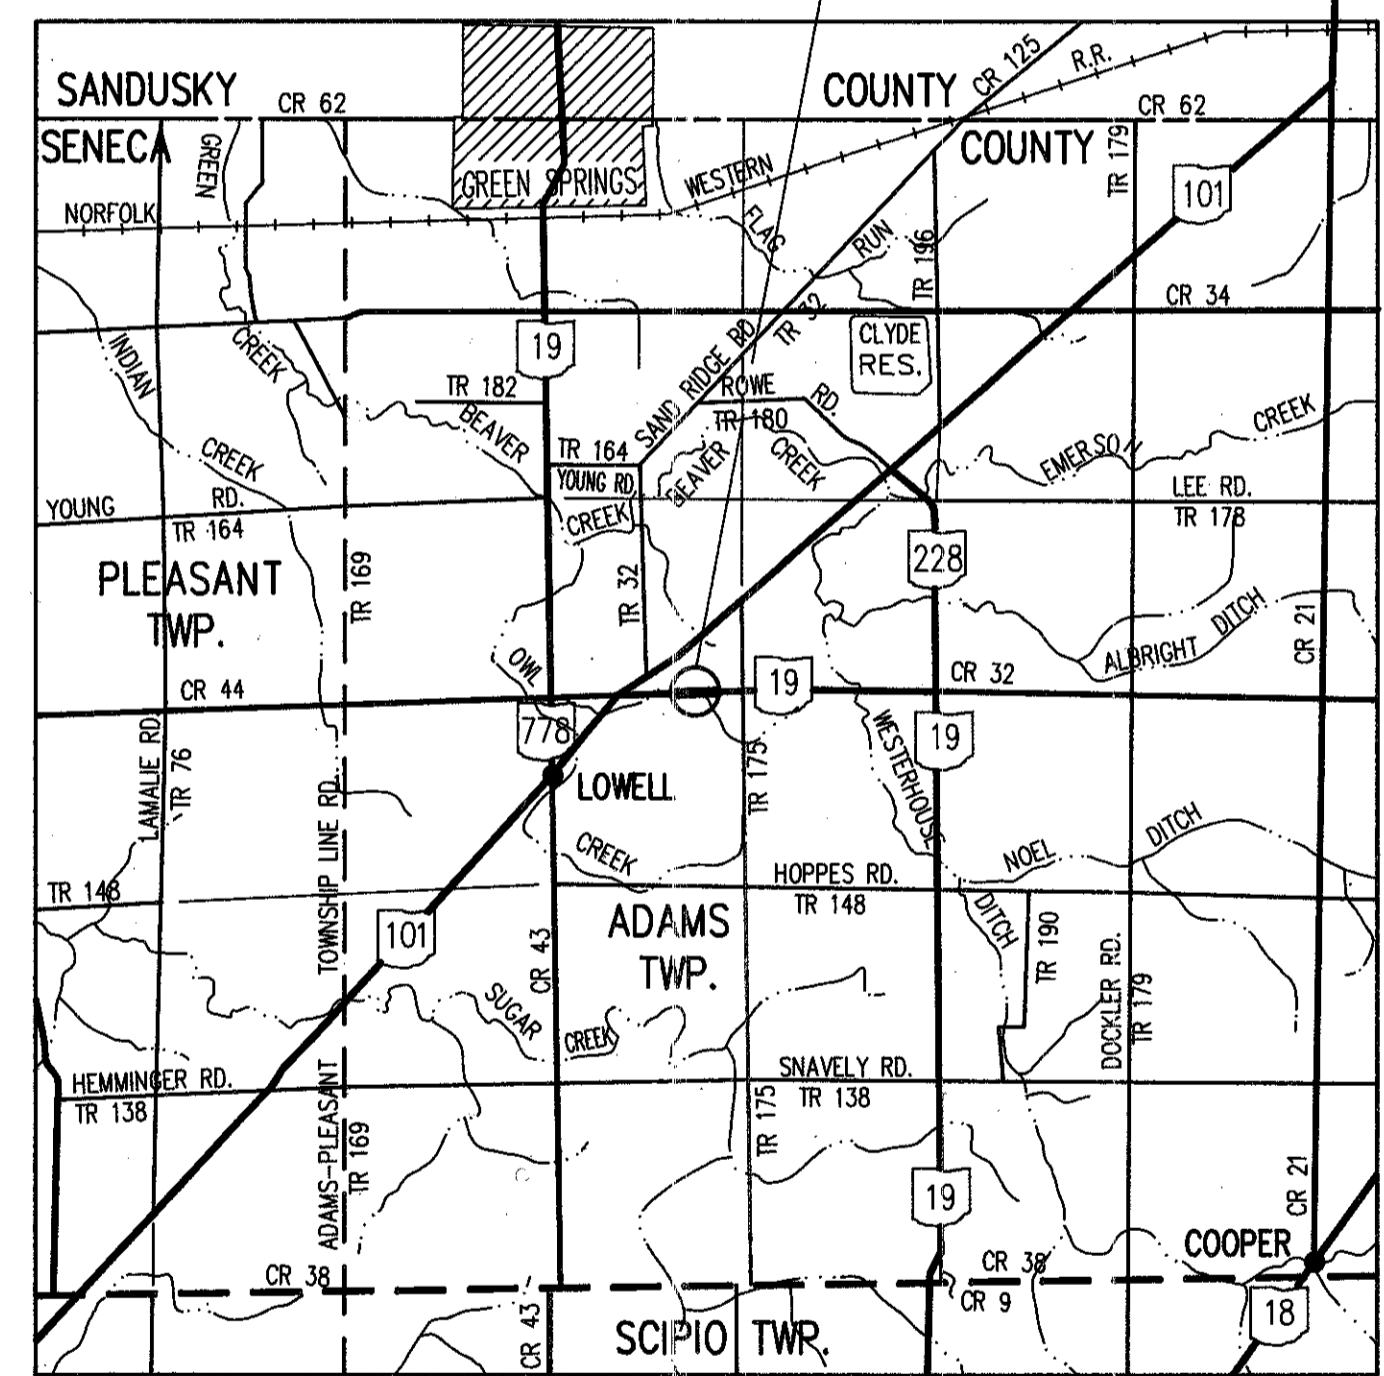 SANDUSKY
COUNTY
CR 125
R.R.
CR 62
CR 62
SENECA
COUNTY
GREEN
GREEN SPRINGS
WESTERN
TR 179
101
NORFOLK
FLAG
RUN
TR 196
CR 34
INDIAN
CREEK
19
TR 32
CLYDE
RES.
SAND RIDGE RD.
ROWE
RD.
TR 182
TR 180
BEAVER
CREEK
TR 164
BEAVER
CREEK
EMERSON
CREEK
YOUNG
RD.
TR 164
YOUNG RD.
CREEK
LEE RD.
TR 178
PLEASANT
TWP.
TR 169
TR 32
228
ALBRIGHT
DITCH
CR 21
OWL
CR 44
19
CR 32
778
19
LAMALIE RD.
TR 76
LOWELL
TR 175
WESTERHOUSE
DITCH
TOWNSHIP LINE RD.
CREEK
NOEL
DITCH
TR 148
HOPPES RD.
TR 148
101
ADAMS
TWP.
CR 43
TR 190
DOCKLER RD.
TR 179
SUGAR
CREEK
HEMMINGER RD.
TR 138
SNAVELY RD.
TR 138
ADAMS-PLEASANT
TR 169
TR 175
19
CR 21
COOPER
CR 38
CR 38
CR 9
18
CR 43
SCIPIO TWP.